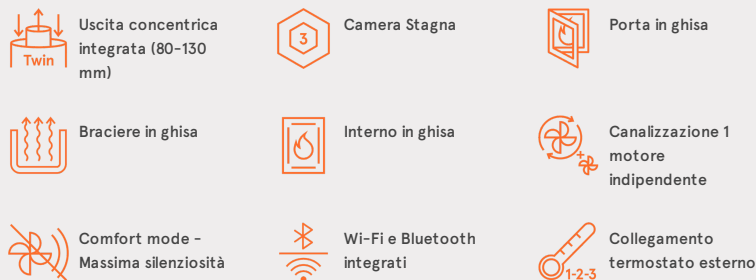 Twin
Uscita concentrica
integrata (80-130
mm)
3
Camera Stagna
Porta in ghisa
Braciere in ghisa
Interno in ghisa
Canalizzazione 1
motore
indipendente
Comfort mode -
Massima silenziosità
Wi-Fi e Bluetooth
integrati
1-2-3
Collegamento
termostato esterno